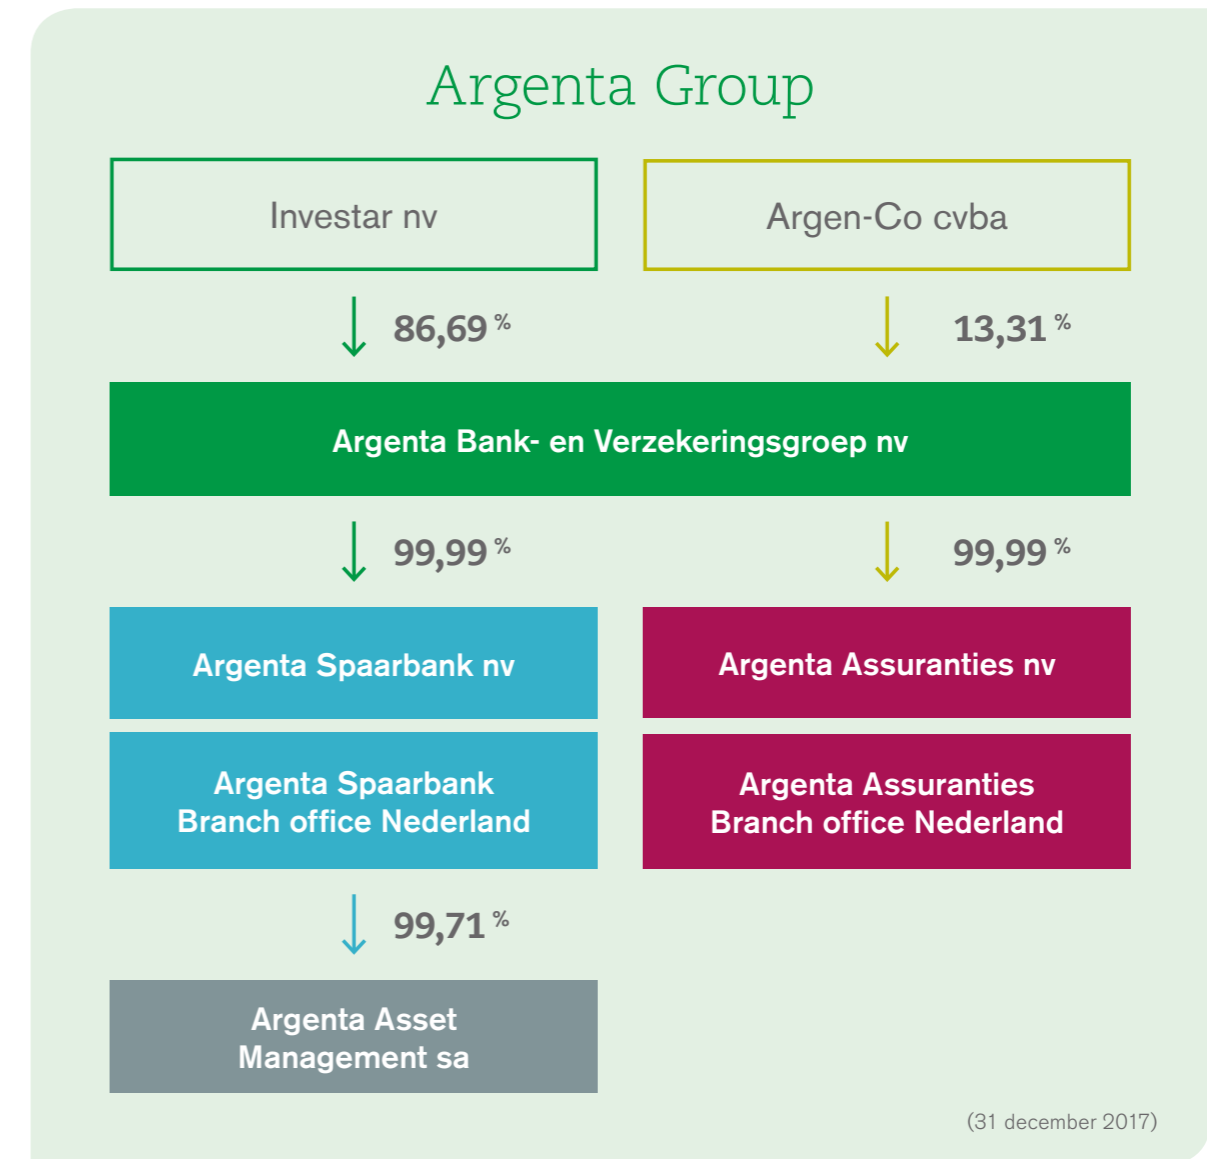 Argenta Group
Investar nv
Argen-Co cvba
86,69 %
13,31 %
Argenta Bank- en Verzekeringsgroep nv
99,99 %
99,99 %
Argenta Spaarbank nv
Argenta Assuranties nv
Argenta Spaarbank
Branch office Nederland
Argenta Assuranties
Branch office Nederland
99,71 %
Argenta Asset
Management sa
(31 december 2017)